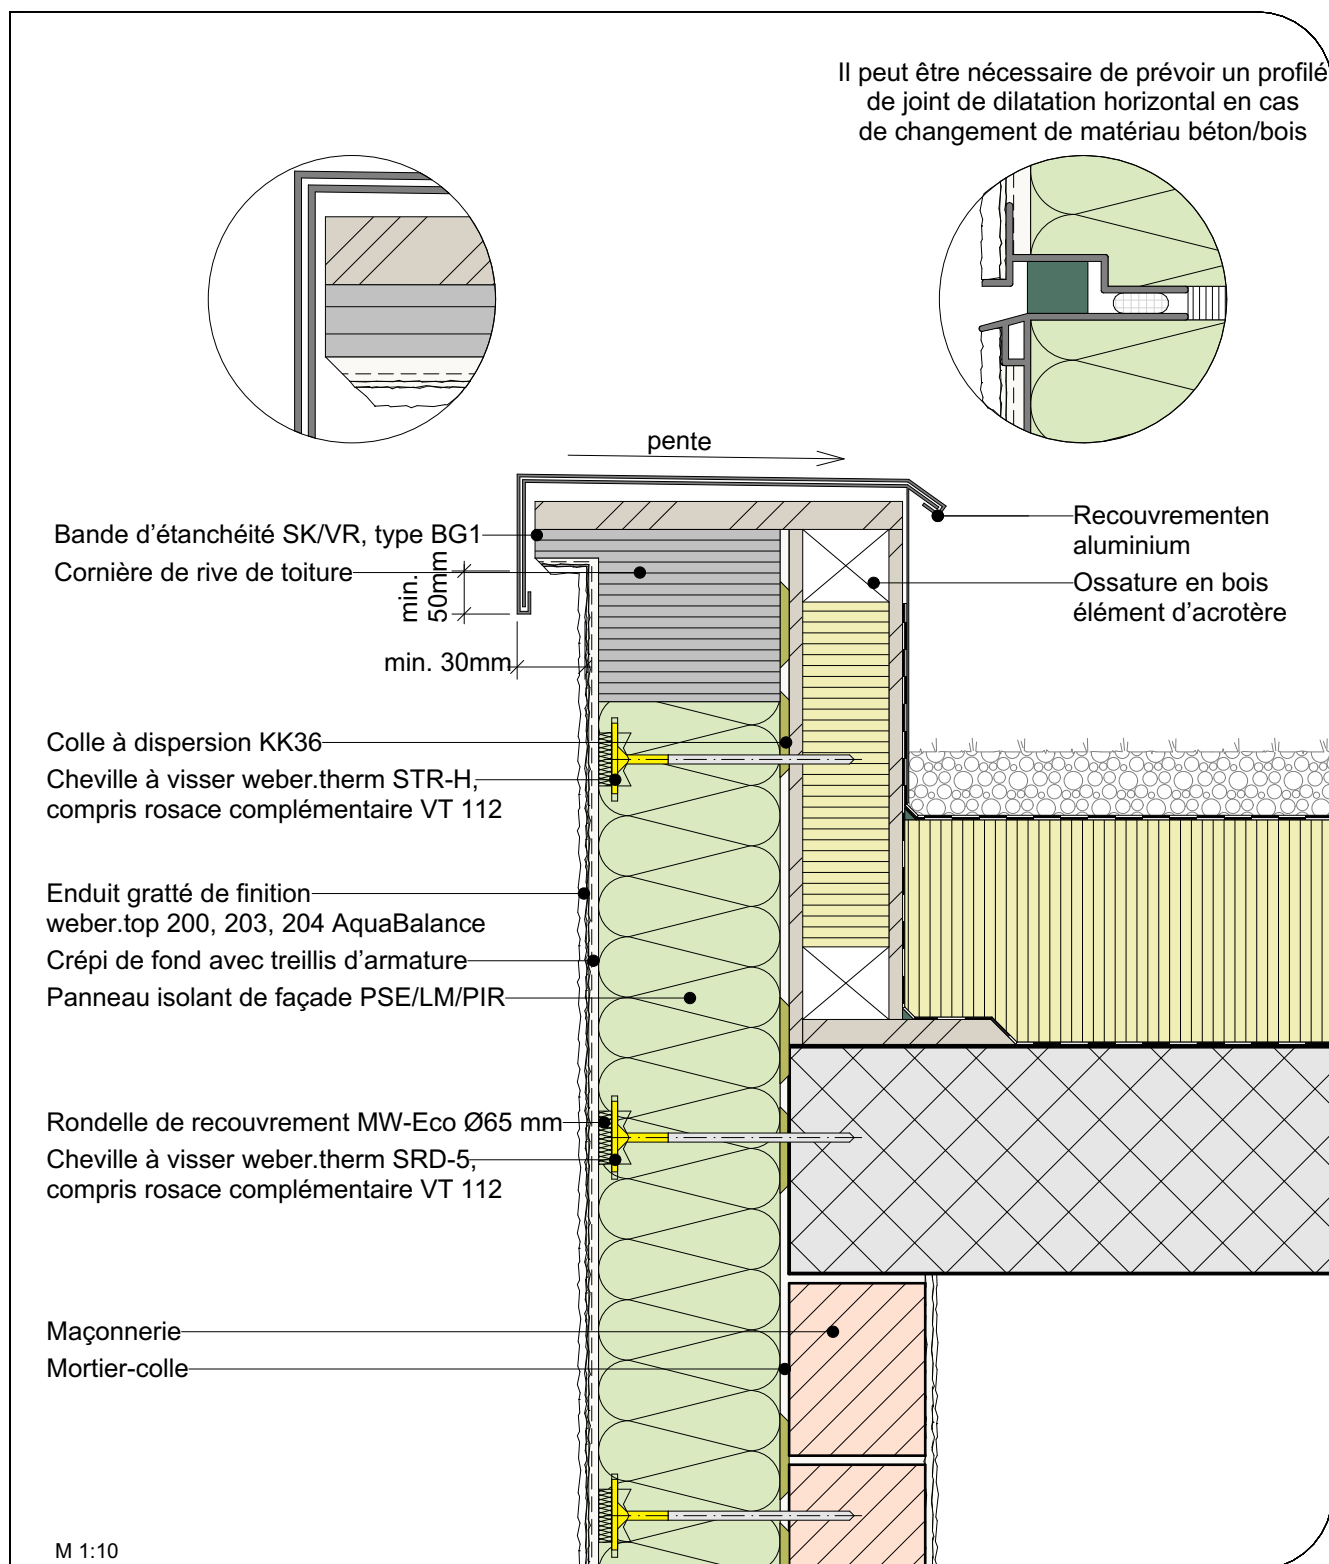 Il peut être nécessaire de prévoir un profilé
de joint de dilatation horizontal en cas
de changement de matériau béton/bois
pente
Bande d'étanchéité SK/VR, type BG1
Cornière de rive de toiture
min.
50mm
min. 30mm
Recouvrementen
aluminium
Ossature en bois
élément d'acrotère
Colle à dispersion KK36
Cheville à visser weber.therm STR-H,
compris rosace complémentaire VT 112
Enduit gratté de finition
weber.top 200, 203, 204 AquaBalance
Crépi de fond avec treillis d'armature
Panneau isolant de façade PSE/LM/PIR
Rondelle de recouvrement MW-Eco Ø65 mm
Cheville à visser weber.therm SRD-5,
compris rosace complémentaire VT 112
Maçonnerie
Mortier-colle
M 1:10